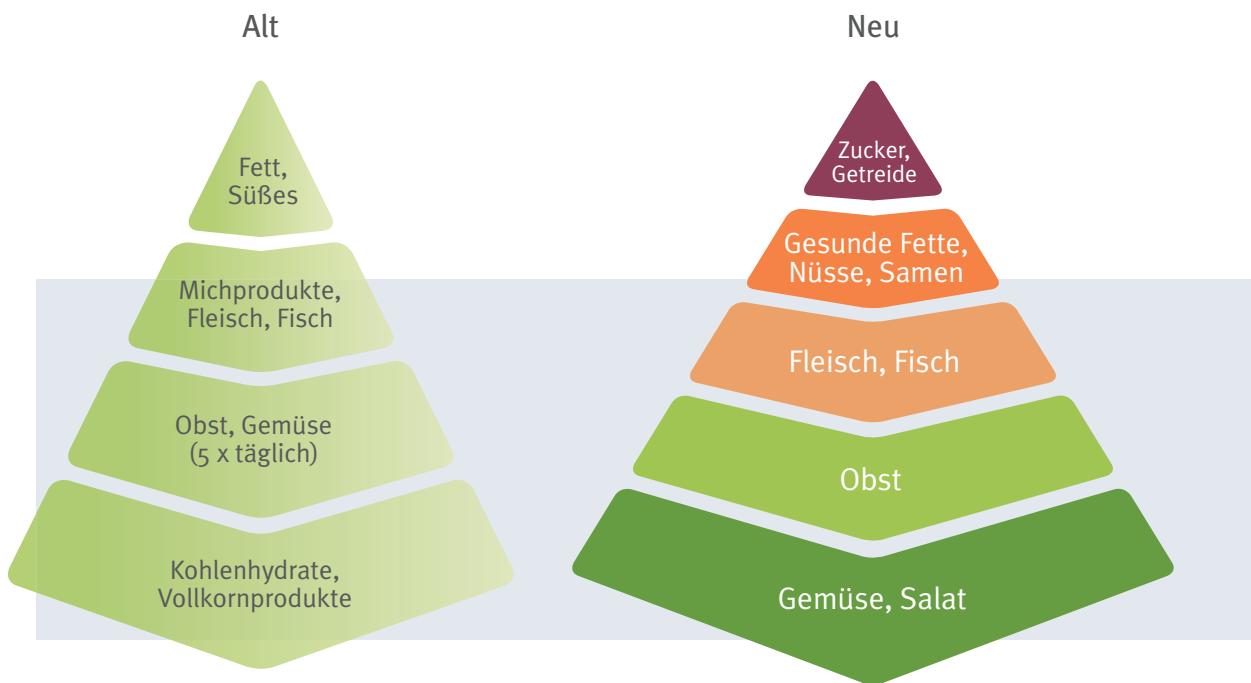 Alt
Fett,
Süßes
Michprodukte,
Fleisch, Fisch
Obst, Gemüse
(5 x täglich)
Kohlenhydrate,
Vollkornprodukte
Neu
Zucker,
Getreide
Gesunde Fette,
Nüsse, Samen
Fleisch, Fisch
Obst
Gemüse, Salat